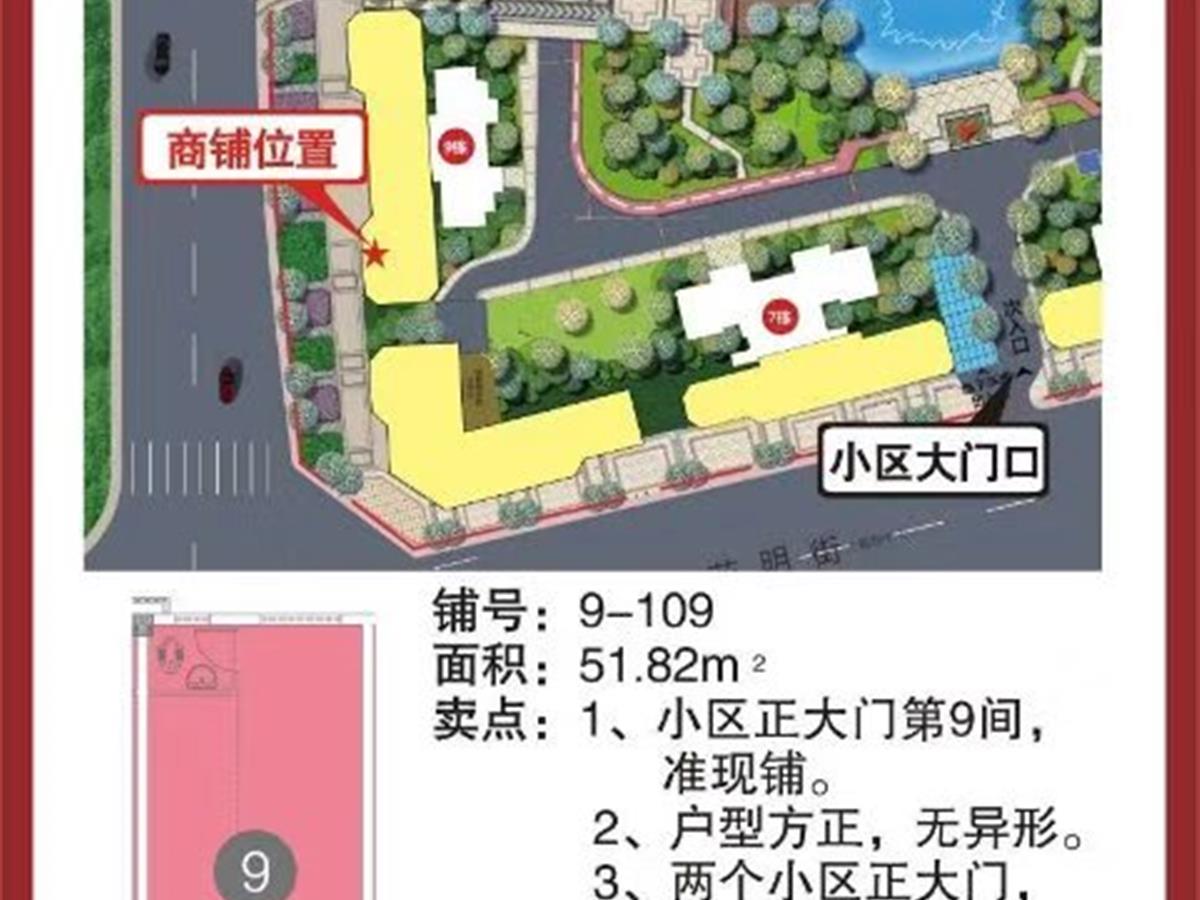 9栋
商铺位置
7栋
次入口
小区大门口
明街
铺号：9-109
面积：51.82m²
卖点：1、小区正大门第9间，
准现铺。
2、户型方正，无异形。
3、两个小区正大门，
9